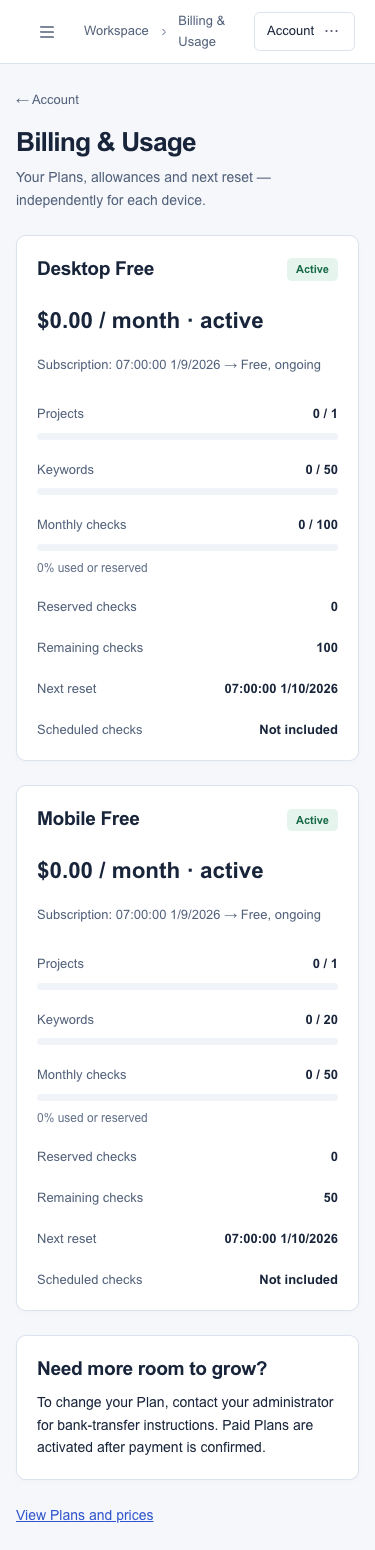 Workspace › Billing & Usage Account ...
← Account
Billing & Usage
Your Plans, allowances and next reset —
independently for each device.
Desktop Free Active
$0.00 / month · active
Subscription: 07:00:00 1/9/2026 → Free, ongoing
Projects 0 / 1
Keywords 0 / 50
Monthly checks 0 / 100
0% used or reserved
Reserved checks 0
Remaining checks 100
Next reset 07:00:00 1/10/2026
Scheduled checks Not included
Mobile Free Active
$0.00 / month · active
Subscription: 07:00:00 1/9/2026 → Free, ongoing
Projects 0 / 1
Keywords 0 / 20
Monthly checks 0 / 50
0% used or reserved
Reserved checks 0
Remaining checks 50
Next reset 07:00:00 1/10/2026
Scheduled checks Not included
Need more room to grow?
To change your Plan, contact your administrator
for bank-transfer instructions. Paid Plans are
activated after payment is confirmed.
View Plans and prices